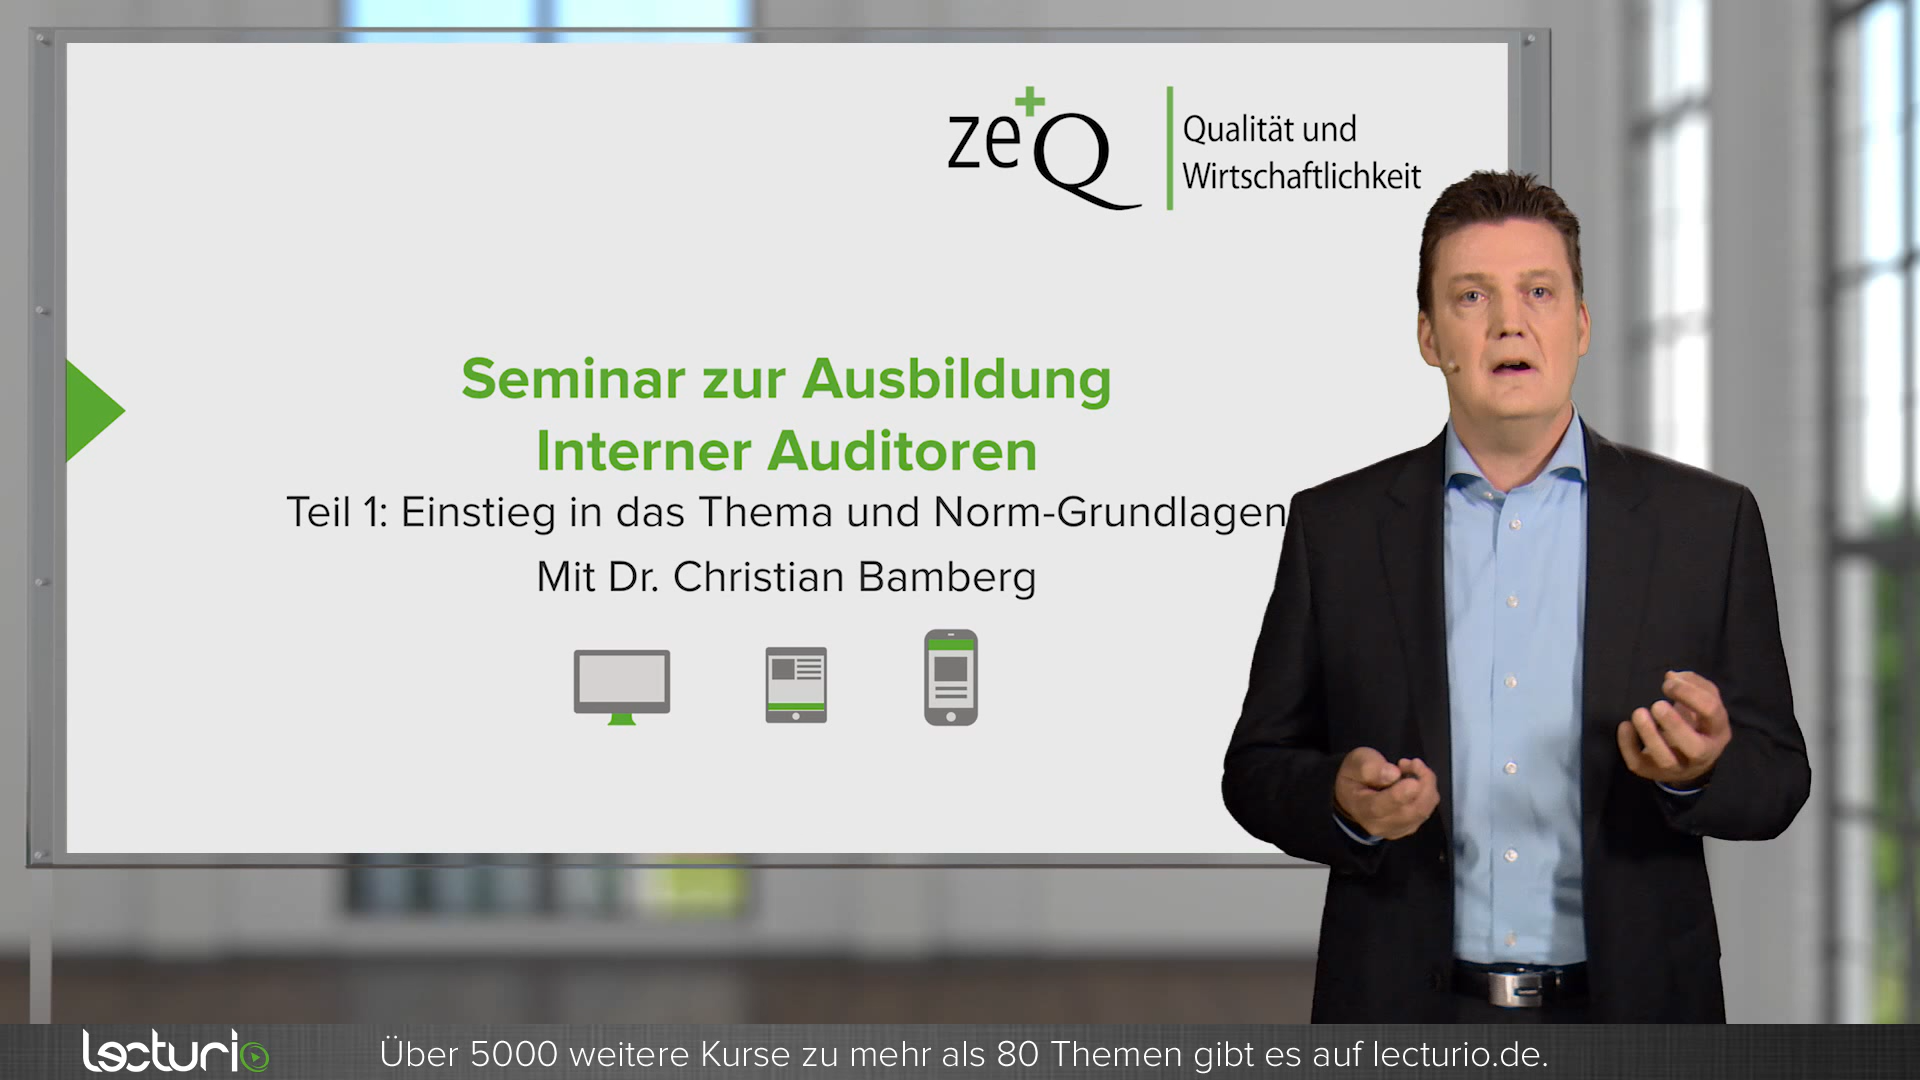 ze+Q
Qualität und
Wirtschaftlichkeit
Seminar zur Ausbildung
Interner Auditoren
Teil 1: Einstieg in das Thema und Norm-Grundlagen
Mit Dr. Christian Bamberg
lecturio
Über 5000 weitere Kurse zu mehr als 80 Themen gibt es auf lecturio.de.